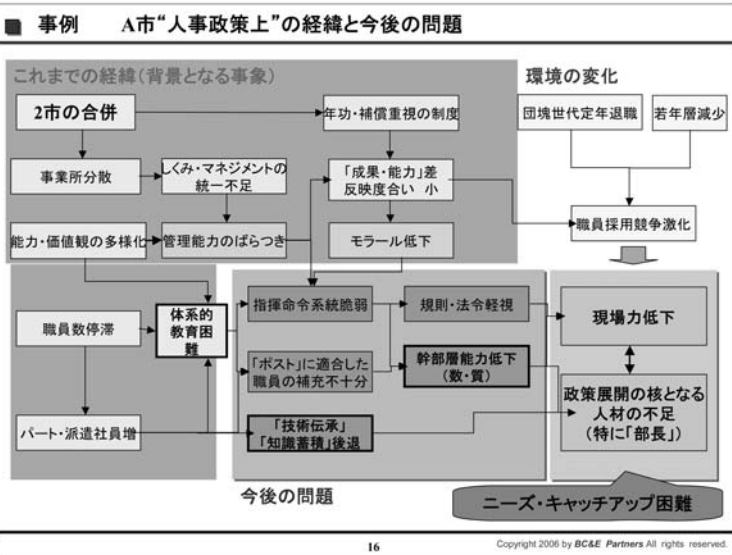 事例 A市“人事政策上”の経緯と今後の問題
これまでの経緯(背景となる事象)
環境の変化
2市の合併
年功・補償重視の制度
団塊世代定年退職
若年層減少
事業所分散
しくみ・マネジメントの
統一不足
「成果・能力」差
反映度合い 小
職員採用競争激化
能力・価値観の多様化
管理能力のばらつき
モラール低下
職員数停滞
体系的
教育困
難
指揮命令系統脆弱
規則・法令軽視
現場力低下
「ポスト」に適合した
職員の補充不十分
幹部層能力低下
(数・質)
政策展開の核となる
人材の不足
(特に「部長」)
パート・派遣社員増
「技術伝承」
「知識蓄積」後退
今後の問題
ニーズ・キャッチアップ困難
16
Copyright 2006 by BC&E Partners All rights reserved.